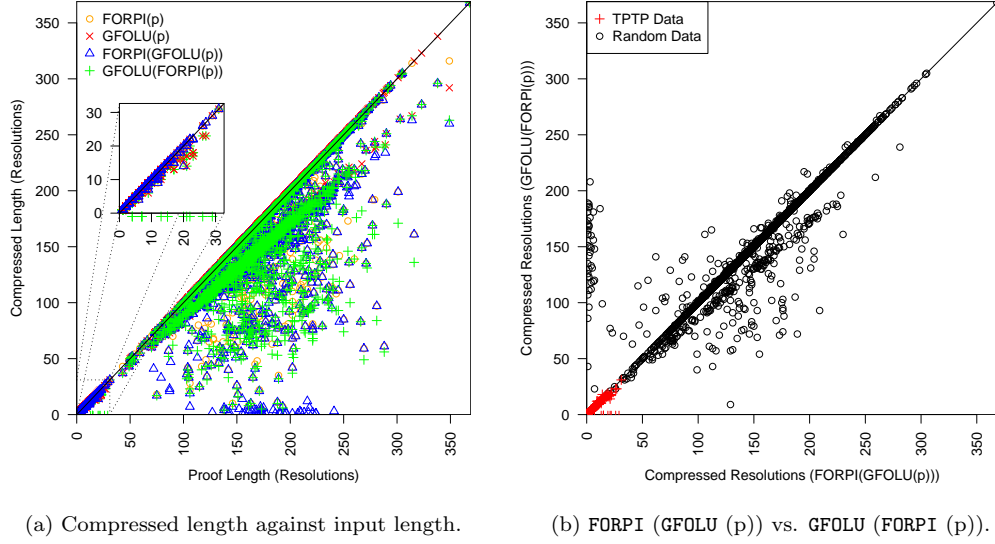 FORPI(p)
GFOLU(p)
FORPI(GFOLU(p))
GFOLU(FORPI(p))
350
300
250
200
150
100
50
0
Compressed Length (Resolutions)
30
20
10
0
0 10 20 30
0 50 100 150 200 250 300 350
Proof Length (Resolutions)
(a) Compressed length against input length.
TPTP Data
Random Data
350
300
250
200
150
100
50
0
Compressed Resolutions (GFOLU(FORPI(p)))
0 50 100 150 200 250 300 350
Compressed Resolutions (FORPI(GFOLU(p)))
(b) FORPI (GFOLU (p)) vs. GFOLU (FORPI (p)).